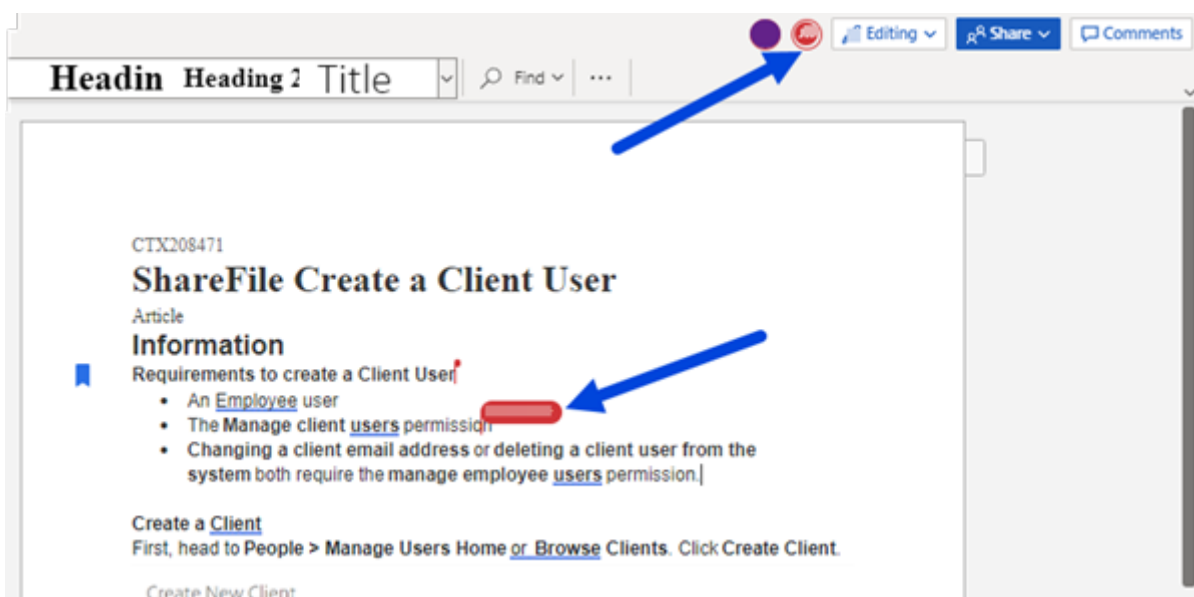 Editing
Share
Comments
Headin Heading 2 Title
Find
CTX208471
ShareFile Create a Client User
Article
Information
Requirements to create a Client User
• An Employee user
• The Manage client users permission
• Changing a client email address or deleting a client user from the
system both require the manage employee users permission.
Create a Client
First, head to People > Manage Users Home or Browse Clients. Click Create Client.
Create New Client